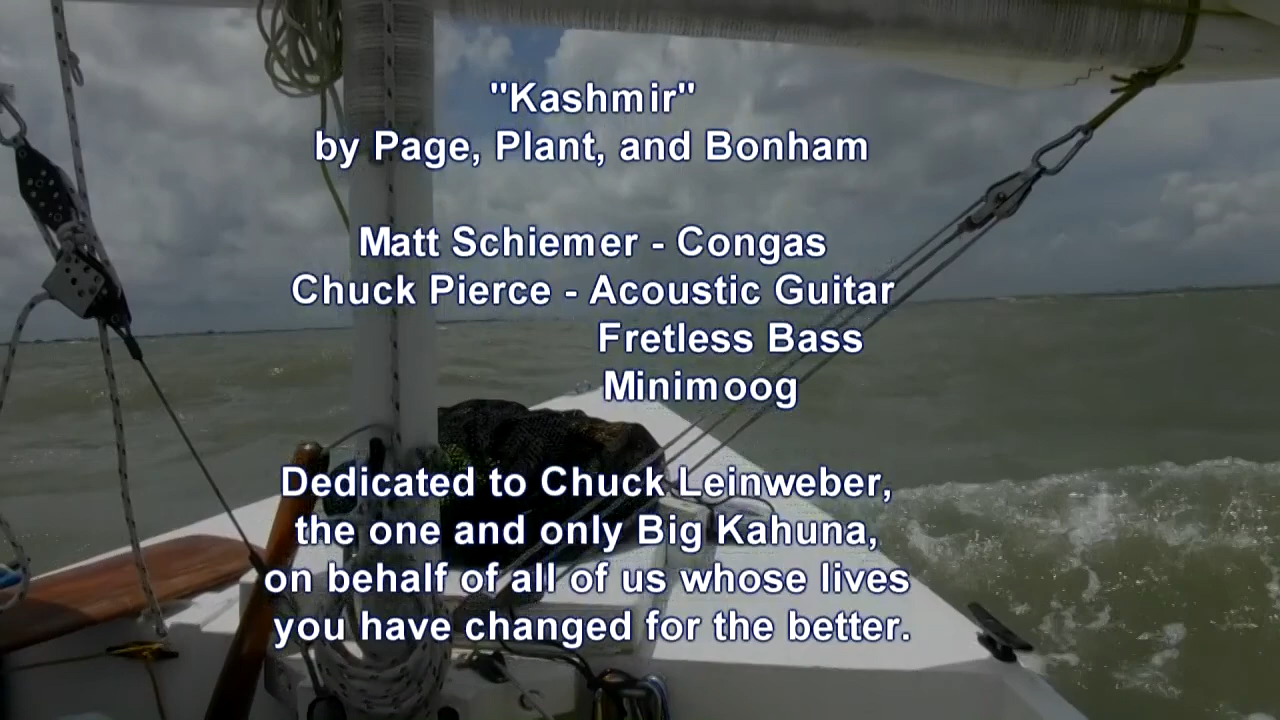 "Kashmir"
by Page, Plant, and Bonham
Matt Schiemer - Congas
Chuck Pierce - Acoustic Guitar
Fretless Bass
Minimoog
Dedicated to Chuck Leinweber,
the one and only Big Kahuna,
on behalf of all of us whose lives
you have changed for the better.